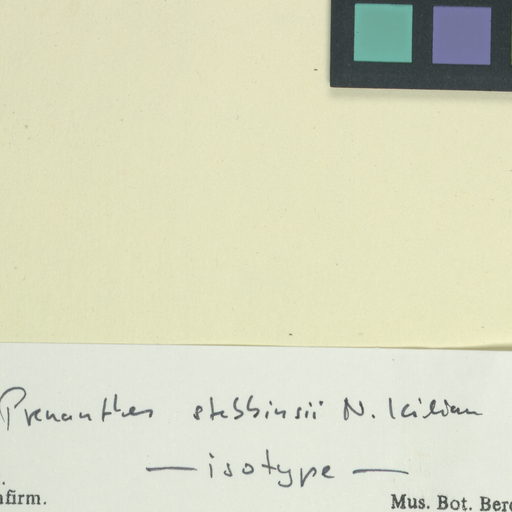 Prenanthes stebbinsii N. Kilian
— isotype —
nfirm. Mus. Bot. Bero